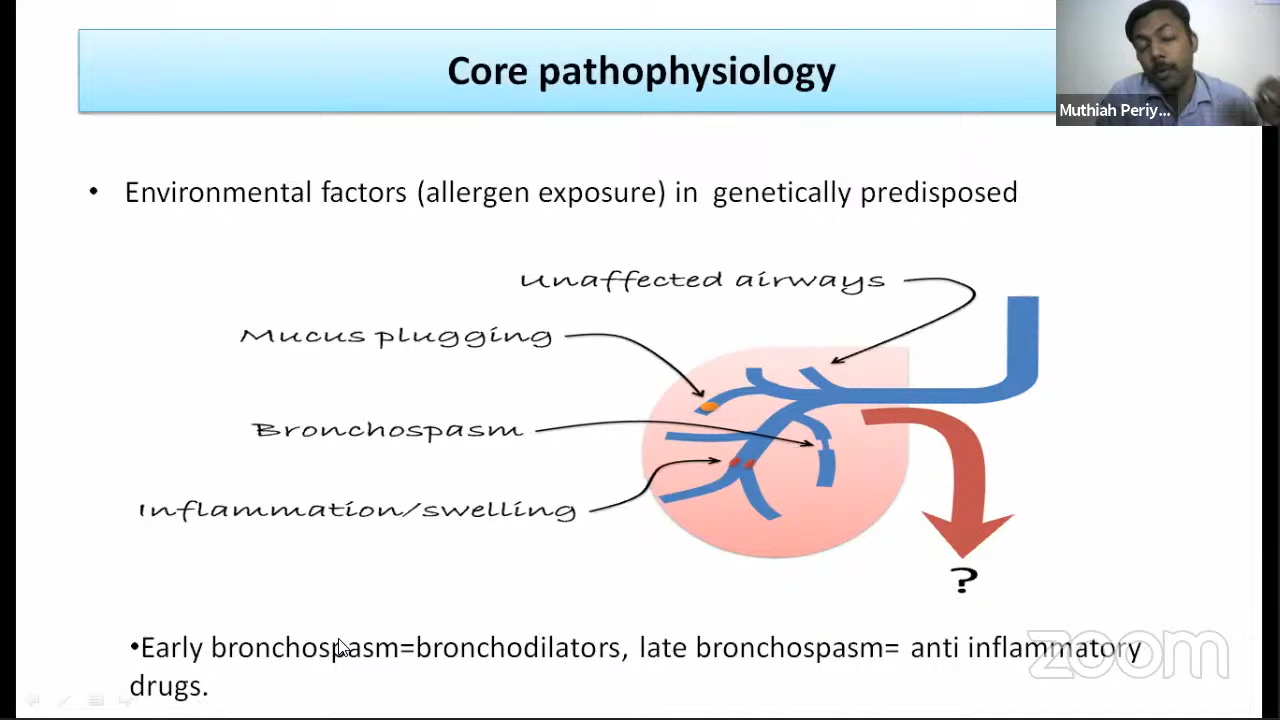 Core pathophysiology
Muthiah Periy...
• Environmental factors (allergen exposure) in genetically predisposed
Unaffected airways
Mucus plugging
Bronchospasm
Inflammation/swelling
?
•Early bronchospasm=bronchodilators, late bronchospasm= anti inflammatory
drugs.
zoom